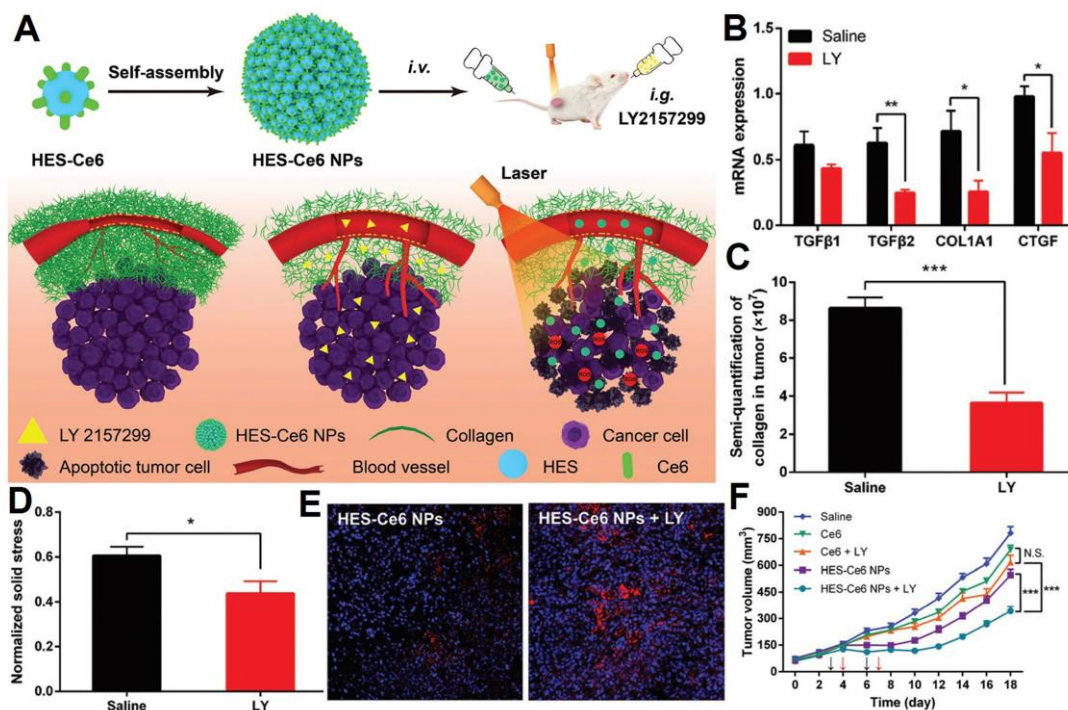 A
Self-assembly
i.v.
i.g.
LY2157299
HES-Ce6
HES-Ce6 NPs
Laser
ROS
ROS
ROS
ROS
ROS
LY 2157299
HES-Ce6 NPs
Collagen
Cancer cell
Apoptotic tumor cell
Blood vessel
HES
Ce6
B
Saline
LY
mRNA expression
1.5
1.0
0.5
0.0
**
*
*
TGFβ1
TGFβ2
COL1A1
CTGF
C
Semi-quantification of
collagen in tumor (×10⁷)
10
8
6
4
2
0
***
Saline
LY
D
Normalized solid stress
0.8
0.6
0.4
0.2
0.0
*
Saline
LY
E
HES-Ce6 NPs
HES-Ce6 NPs + LY
F
Tumor volume (mm³)
900
750
600
450
300
150
0
Saline
Ce6
Ce6 + LY
HES-Ce6 NPs
HES-Ce6 NPs + LY
N.S.
***
***
0 2 4 6 8 10 12 14 16 18
Time (day)